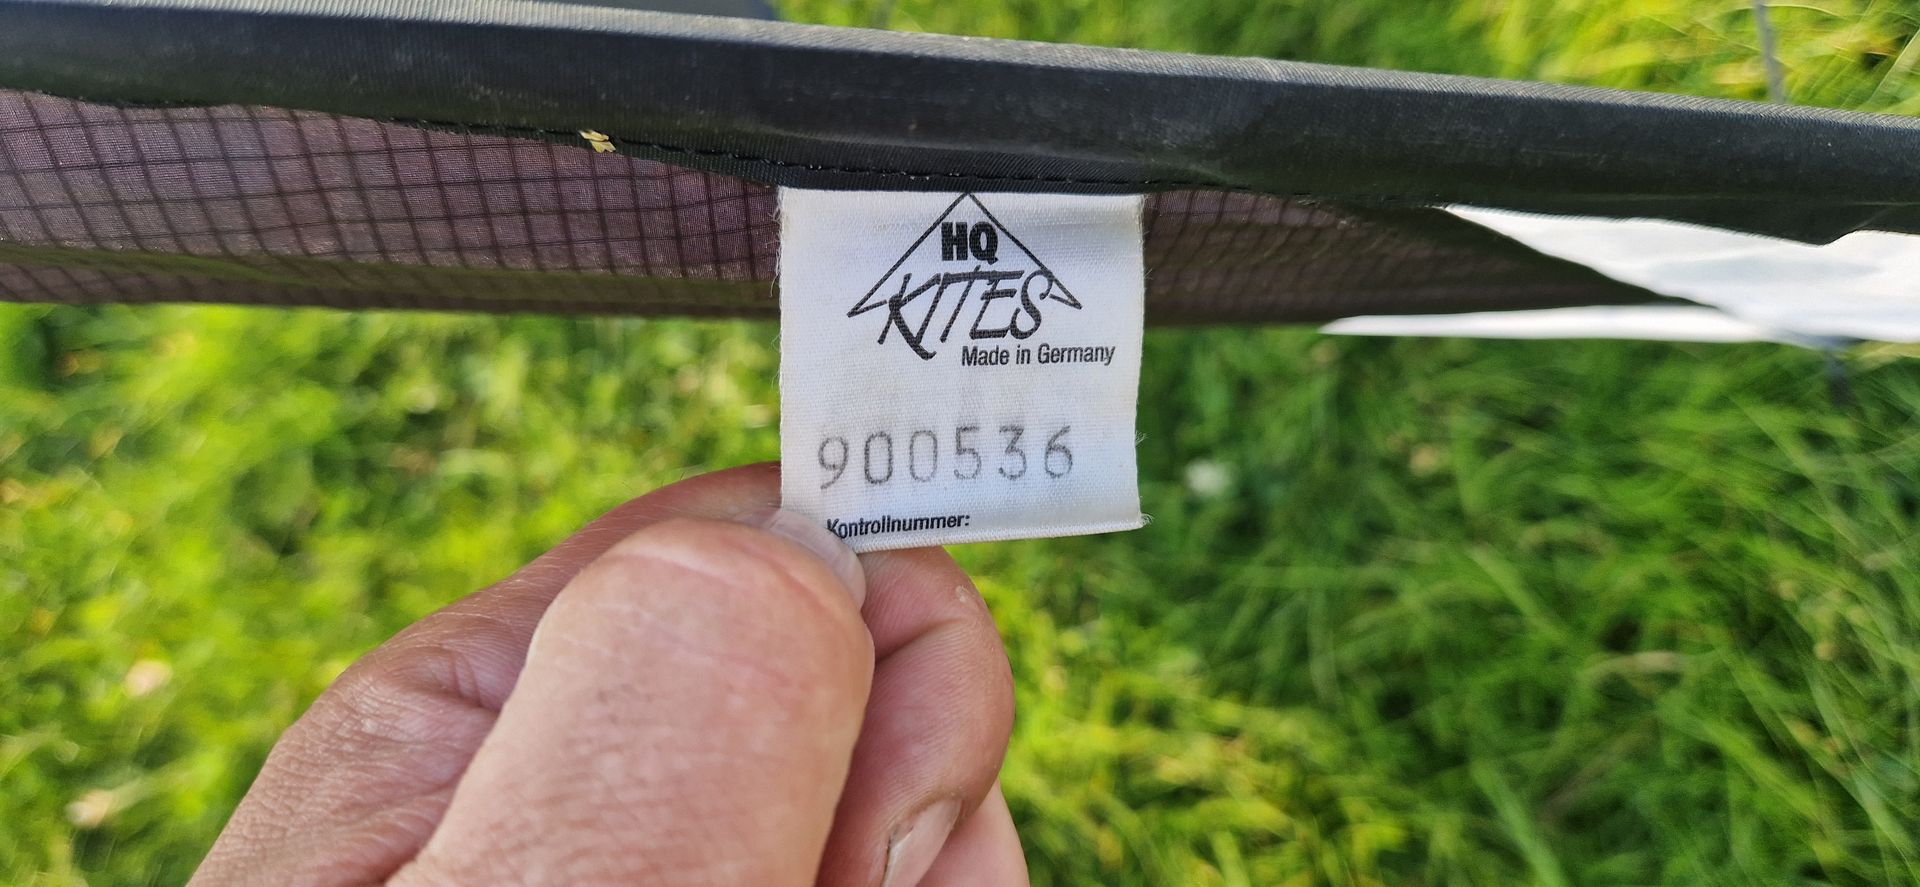 HQ
KITES
Made in Germany
900536
Kontrollnummer: